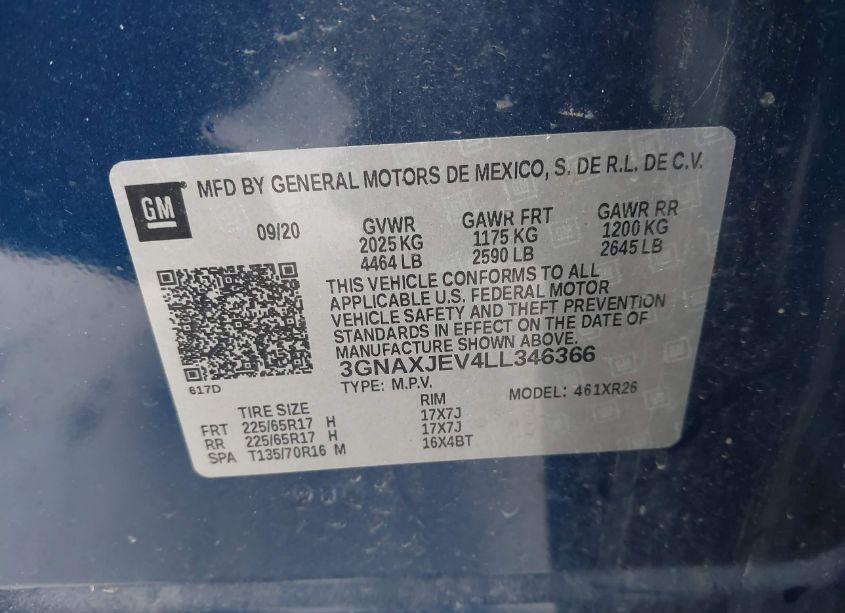 GM
MFD BY GENERAL MOTORS DE MEXICO, S. DE R.L. DE C.V.
09/20
GVWR
2025 KG
4464 LB
GAWR FRT
1175 KG
2590 LB
GAWR RR
1200 KG
2645 LB
THIS VEHICLE CONFORMS TO ALL
APPLICABLE U.S. FEDERAL MOTOR
VEHICLE SAFETY AND THEFT PREVENTION
STANDARDS IN EFFECT ON THE DATE OF
MANUFACTURE SHOWN ABOVE.
3GNAXJEV4LL346366
617D
TYPE: M.P.V.
MODEL: 461XR26
TIRE SIZE RIM
FRT 225/65R17 H 17X7J
RR 225/65R17 H 17X7J
SPA T135/70R16 M 16X4BT